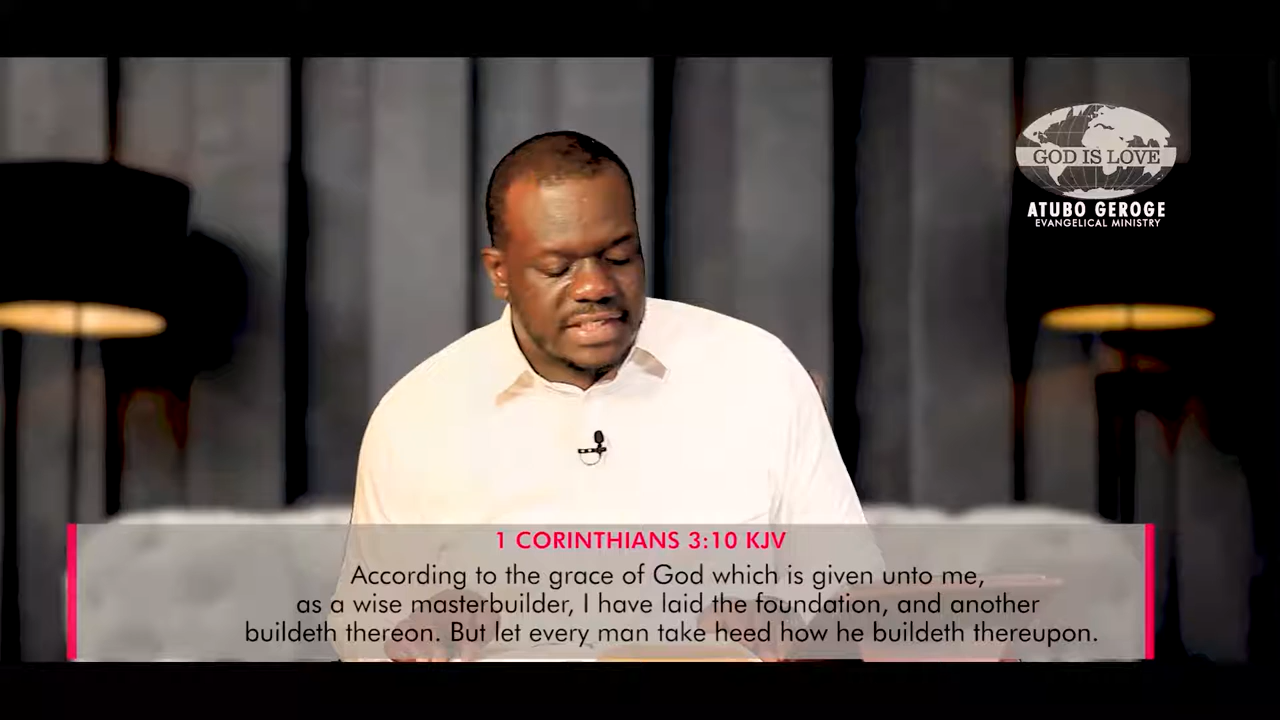 GOD IS LOVE
ATUBO GEROGE
EVANGELICAL MINISTRY
1 CORINTHIANS 3:10 KJV
According to the grace of God which is given unto me,
as a wise masterbuilder, I have laid the foundation, and another
buildeth thereon. But let every man take heed how he buildeth thereupon.